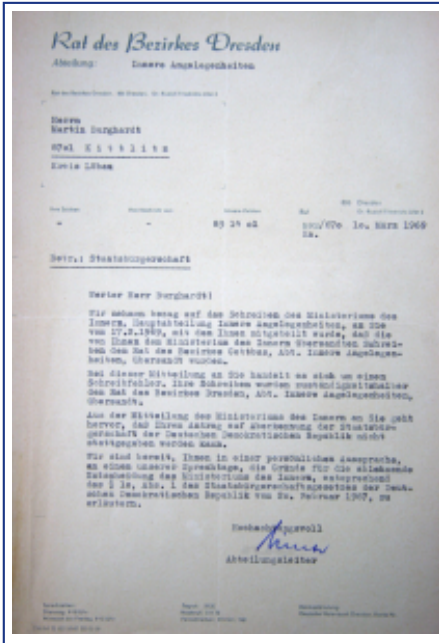 Rat des Bezirkes Dresden
Abteilung: Innere Angelegenheiten
Herrn
Martin Burghardt
8701 Kittlitz
Kreis Löbau
10. März 1969
Betr.: Staatsbürgerschaft
Werter Herr Burghardt!
Wir nehmen bezug auf das Schreiben des Ministeriums des
Innern, Hauptabteilung Innere Angelegenheiten, an Sie
vom 17.2.1969, mit dem Ihnen mitgeteilt wurde, daß die
von Ihnen dem Ministerium des Innern übersandten Schrei-
ben dem Rat des Bezirkes Cottbus, Abt. Innere Angelegen-
heiten, übersandt wurden.
Bei dieser Mitteilung an Sie handelt es sich um einen
Schreibfehler. Ihre Schreiben wurden zuständigkeitshalber
dem Rat des Bezirkes Dresden, Abt. Innere Angelegenheiten,
übersandt.
Aus der Mitteilung des Ministeriums des Innern an Sie geht
hervor, daß Ihrem Antrag auf Aberkennung der Staatsbür-
gerschaft der Deutschen Demokratischen Republik nicht
stattgegeben werden kann.
Wir sind bereit, Ihnen in einer persönlichen Aussprache,
an einem unserer Sprechtage, die Gründe für die ablehnende
Entscheidung des Ministeriums des Innern, entsprechend
des § 10, Abs. 1 des Staatsbürgerschaftsgesetzes der Deut-
schen Demokratischen Republik vom 20. Februar 1967, zu
erläutern.
Hochachtungsvoll
Abteilungsleiter